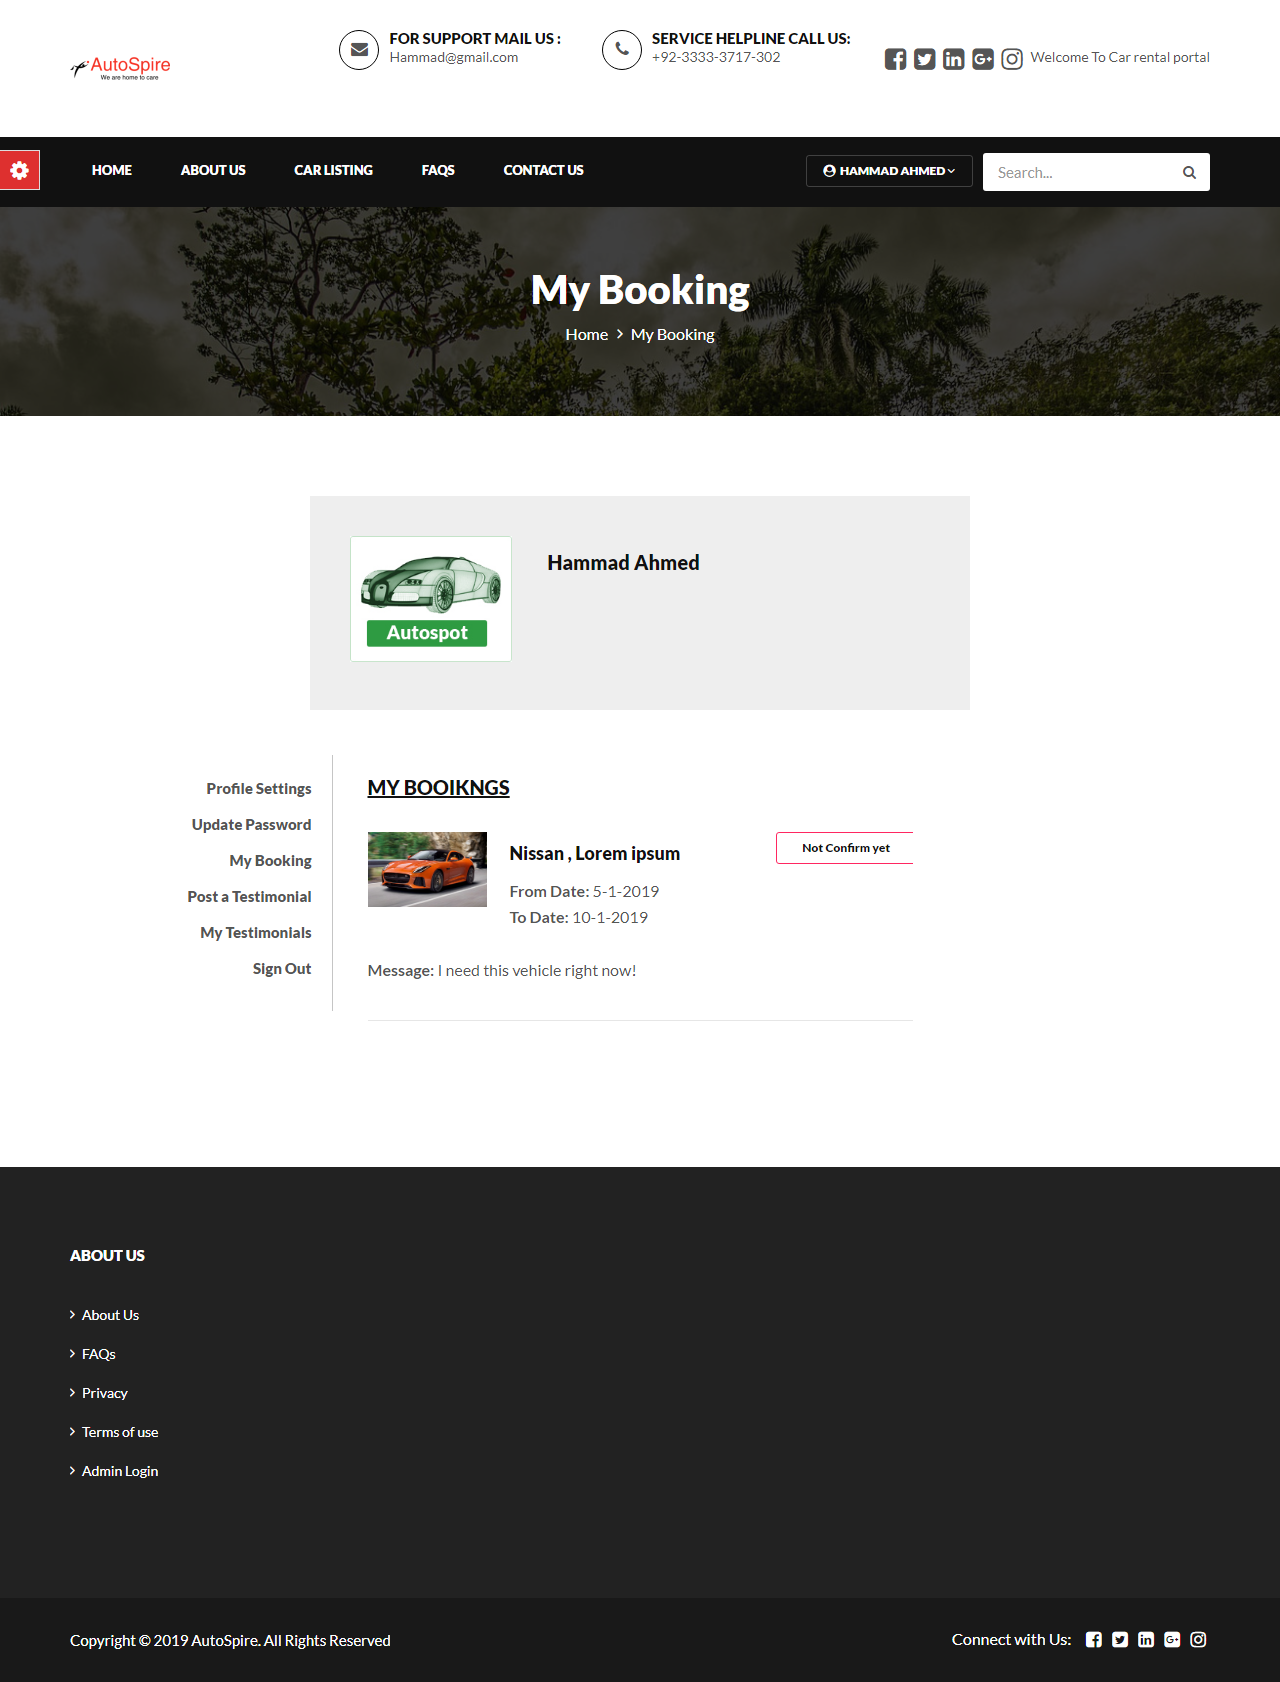 AutoSpire
We are home to care
FOR SUPPORT MAIL US :
Hammad@gmail.com
SERVICE HELPLINE CALL US:
+92-3333-3717-302
Welcome To Car rental portal
HOME
ABOUT US
CAR LISTING
FAQS
CONTACT US
HAMMAD AHMED
Search...
My Booking
Home
My Booking
Autospot
Hammad Ahmed
Profile Settings
Update Password
My Booking
Post a Testimonial
My Testimonials
Sign Out
MY BOOIKNGS
Nissan , Lorem ipsum
Not Confirm yet
From Date: 5-1-2019
To Date: 10-1-2019
Message: I need this vehicle right now!
ABOUT US
About Us
FAQs
Privacy
Terms of use
Admin Login
Copyright © 2019 AutoSpire. All Rights Reserved
Connect with Us: